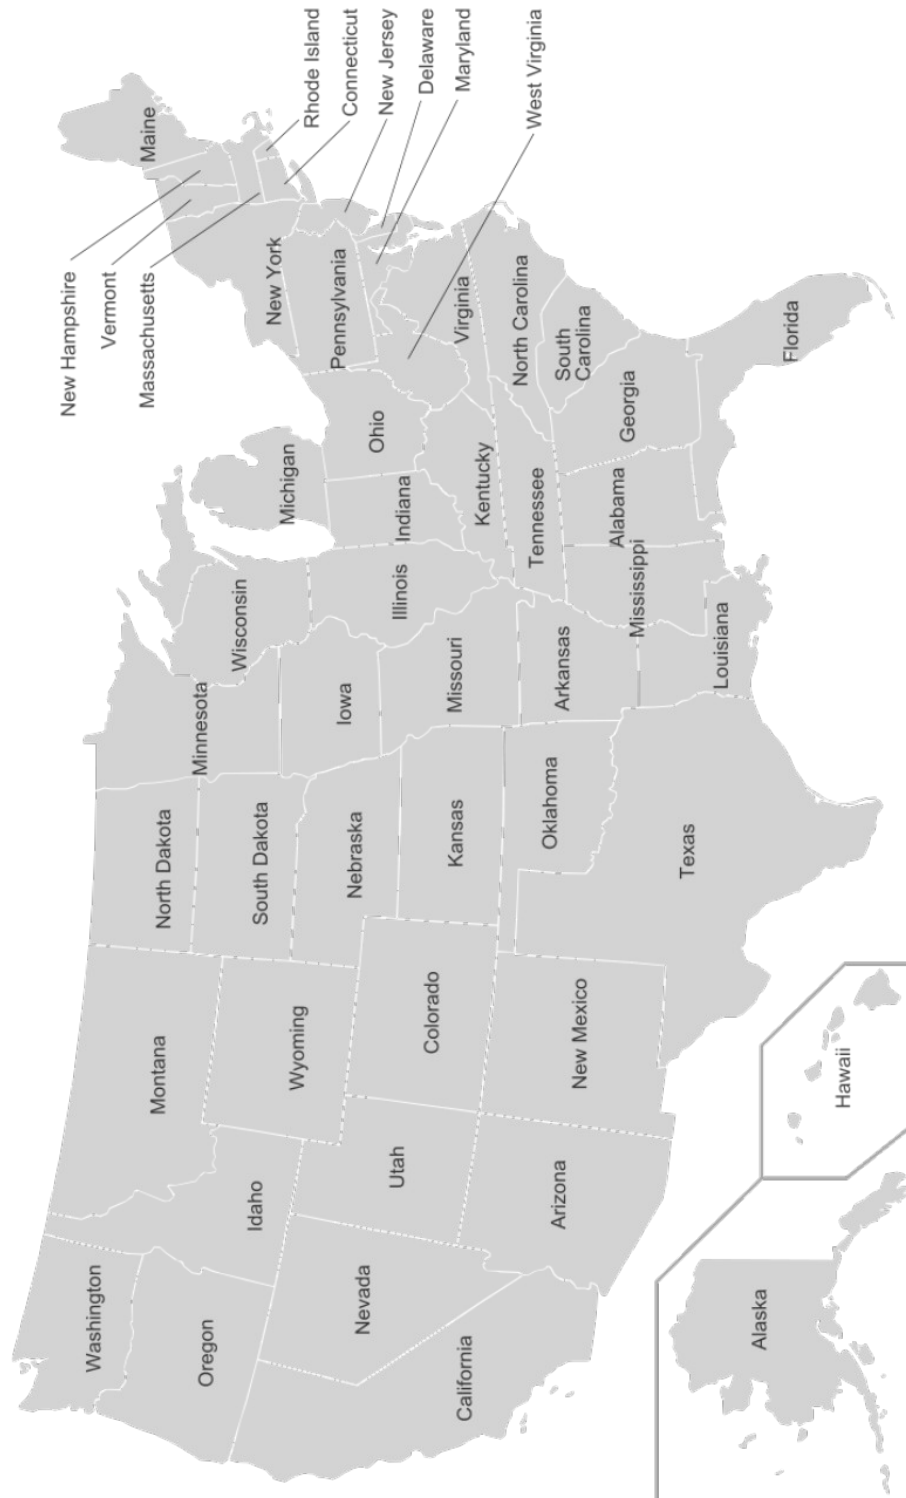 New Hampshire
Vermont
Massachusetts
Maine
Rhode Island
Connecticut
New Jersey
Delaware
Maryland
West Virginia
Washington
Oregon
California
Nevada
Idaho
Montana
Wyoming
Utah
Arizona
Colorado
New Mexico
North Dakota
South Dakota
Nebraska
Kansas
Oklahoma
Texas
Minnesota
Iowa
Missouri
Arkansas
Louisiana
Wisconsin
Illinois
Mississippi
Michigan
Indiana
Ohio
Kentucky
Tennessee
Alabama
Georgia
Florida
South
Carolina
North Carolina
Virginia
Pennsylvania
New York
Alaska
Hawaii